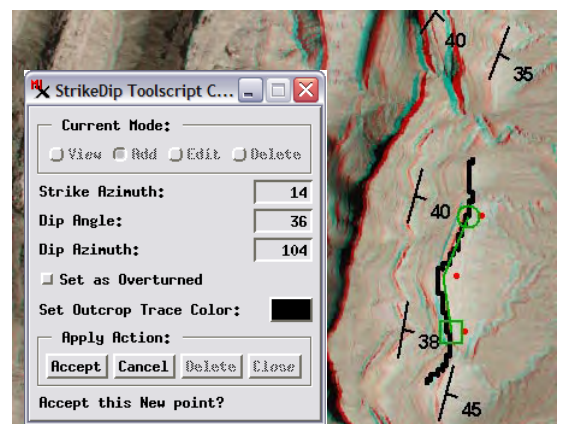 StrikeDip Toolscript C...
Current Mode:
View Add Edit Delete
Strike Azimuth: 14
Dip Angle: 36
Dip Azimuth: 104
Set as Overturned
Set Outcrop Trace Color:
Apply Action:
Accept Cancel Delete Close
Accept this New point?
40
35
40
38
45